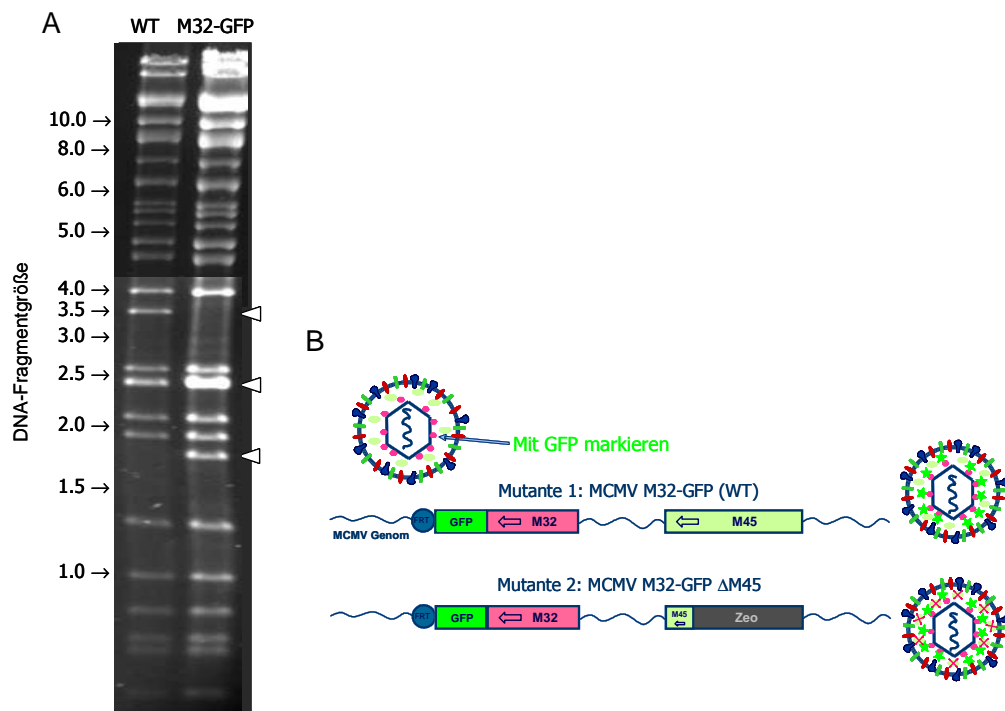 A
WT M32-GFP
10.0 →
8.0 →
6.0 →
5.0 →
4.0 →
3.5 →
3.0 →
2.5 →
2.0 →
1.5 →
1.0 →
DNA-Fragmentgröße
B
Mit GFP markieren
Mutante 1: MCMV M32-GFP (WT)
FRT GFP M32 M45
MCMV Genom
Mutante 2: MCMV M32-GFP ΔM45
FRT GFP M32 M45 Zeo